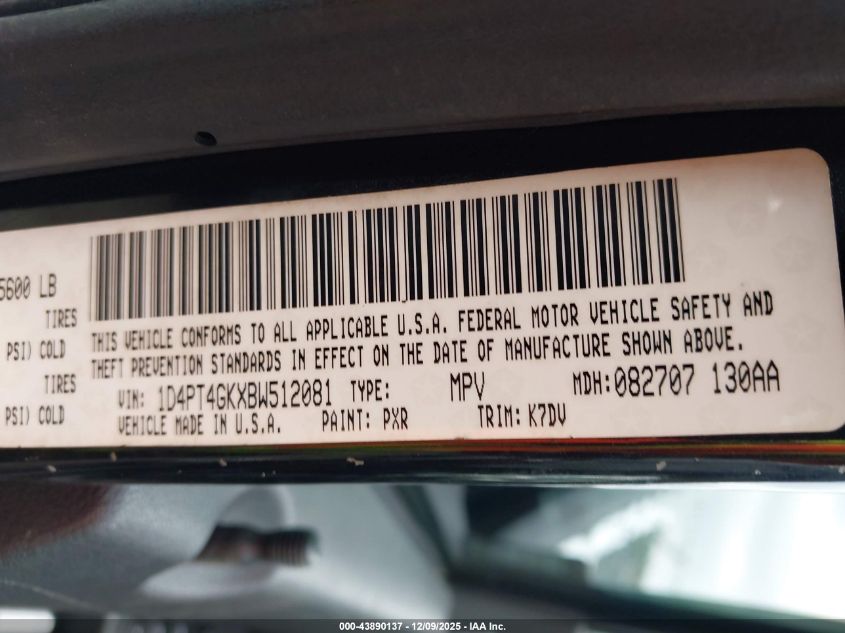 5600 LB
TIRES
PSI) COLD
TIRES
PSI) COLD
THIS VEHICLE CONFORMS TO ALL APPLICABLE U.S.A. FEDERAL MOTOR VEHICLE SAFETY AND
THEFT PREVENTION STANDARDS IN EFFECT ON THE DATE OF MANUFACTURE SHOWN ABOVE.
VIN: 1D4PT4GKXBW512081 TYPE: MPV MDH:082707 130AA
VEHICLE MADE IN U.S.A. PAINT: PXR TRIM: K7DV
000-43890137 - 12/09/2025 - IAA Inc.